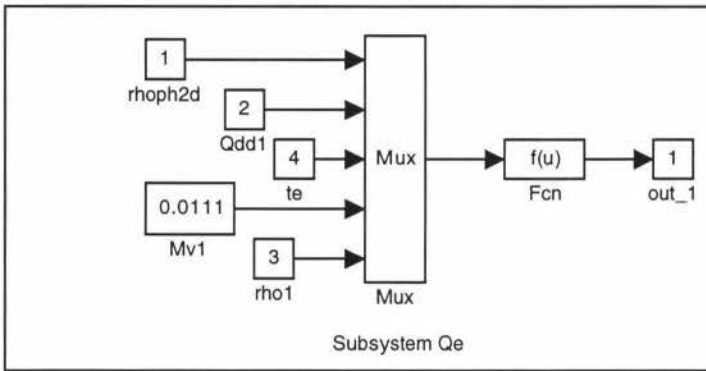 1
rhoph2d
2
Qdd1
4
te
0.0111
Mv1
3
rho1
Mux
Mux
f(u)
Fcn
1
out_1
Subsystem Qe